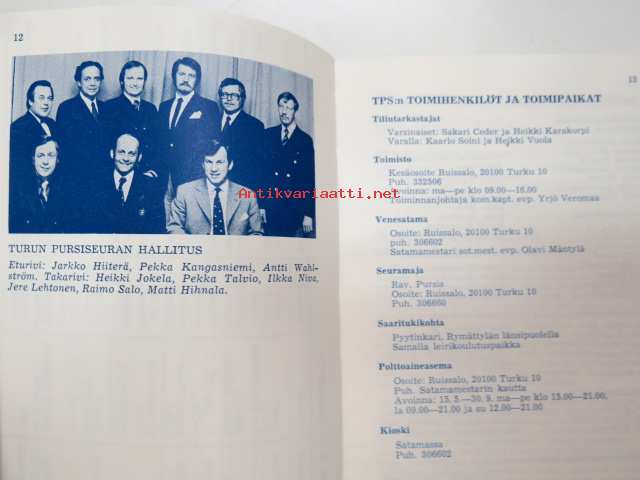 12
Antikvariaatti.net
TURUN PURSISEURAN HALLITUS
Eturivi: Jarkko Hiiterä, Pekka Kangasniemi, Antti Wahl-
ström. Takarivi: Heikki Jokela, Pekka Talvio, Ilkka Niva,
Jere Lehtonen, Raimo Salo, Matti Hihnala.
13
TPS:n TOIMIHENKILÖT JA TOIMIPAIKAT
Tilintarkastajat
Varsinaiset: Sakari Ceder ja Heikki Karakorpi
Varalla: Kaarlo Soini ja Heikki Vuola
Toimisto
Kesäosoite Ruissalo, 20100 Turku 10
Puh. 332506
Avoinna: ma—pe klo 09.00—16.00
Toiminnanjohtaja kom.kapt. evp. Yrjö Veromaa
Venesatama
Osoite: Ruissalo, 20100 Turku 10
puh. 306602
Satamamestari sot.mest. evp. Olavi Mäntylä
Seuramaja
Rav. Pursis
Osoite: Ruissalo, 20100 Turku 10
Puh. 306660
Saaritukikohta
Pyytinkari, Rymättylän länsipuolella
Samalla leirikoulutuspaikka
Polttoaineasema
Osoite: Ruissalo, 20100 Turku 10
Puh. Satamamestarin kautta
Avoinna: 15. 5.—30. 9. ma—pe klo 13.00—21.00,
la 09.00—21.00 ja su 12.00—21.00
Kioski
Satamassa
Puh. 306602